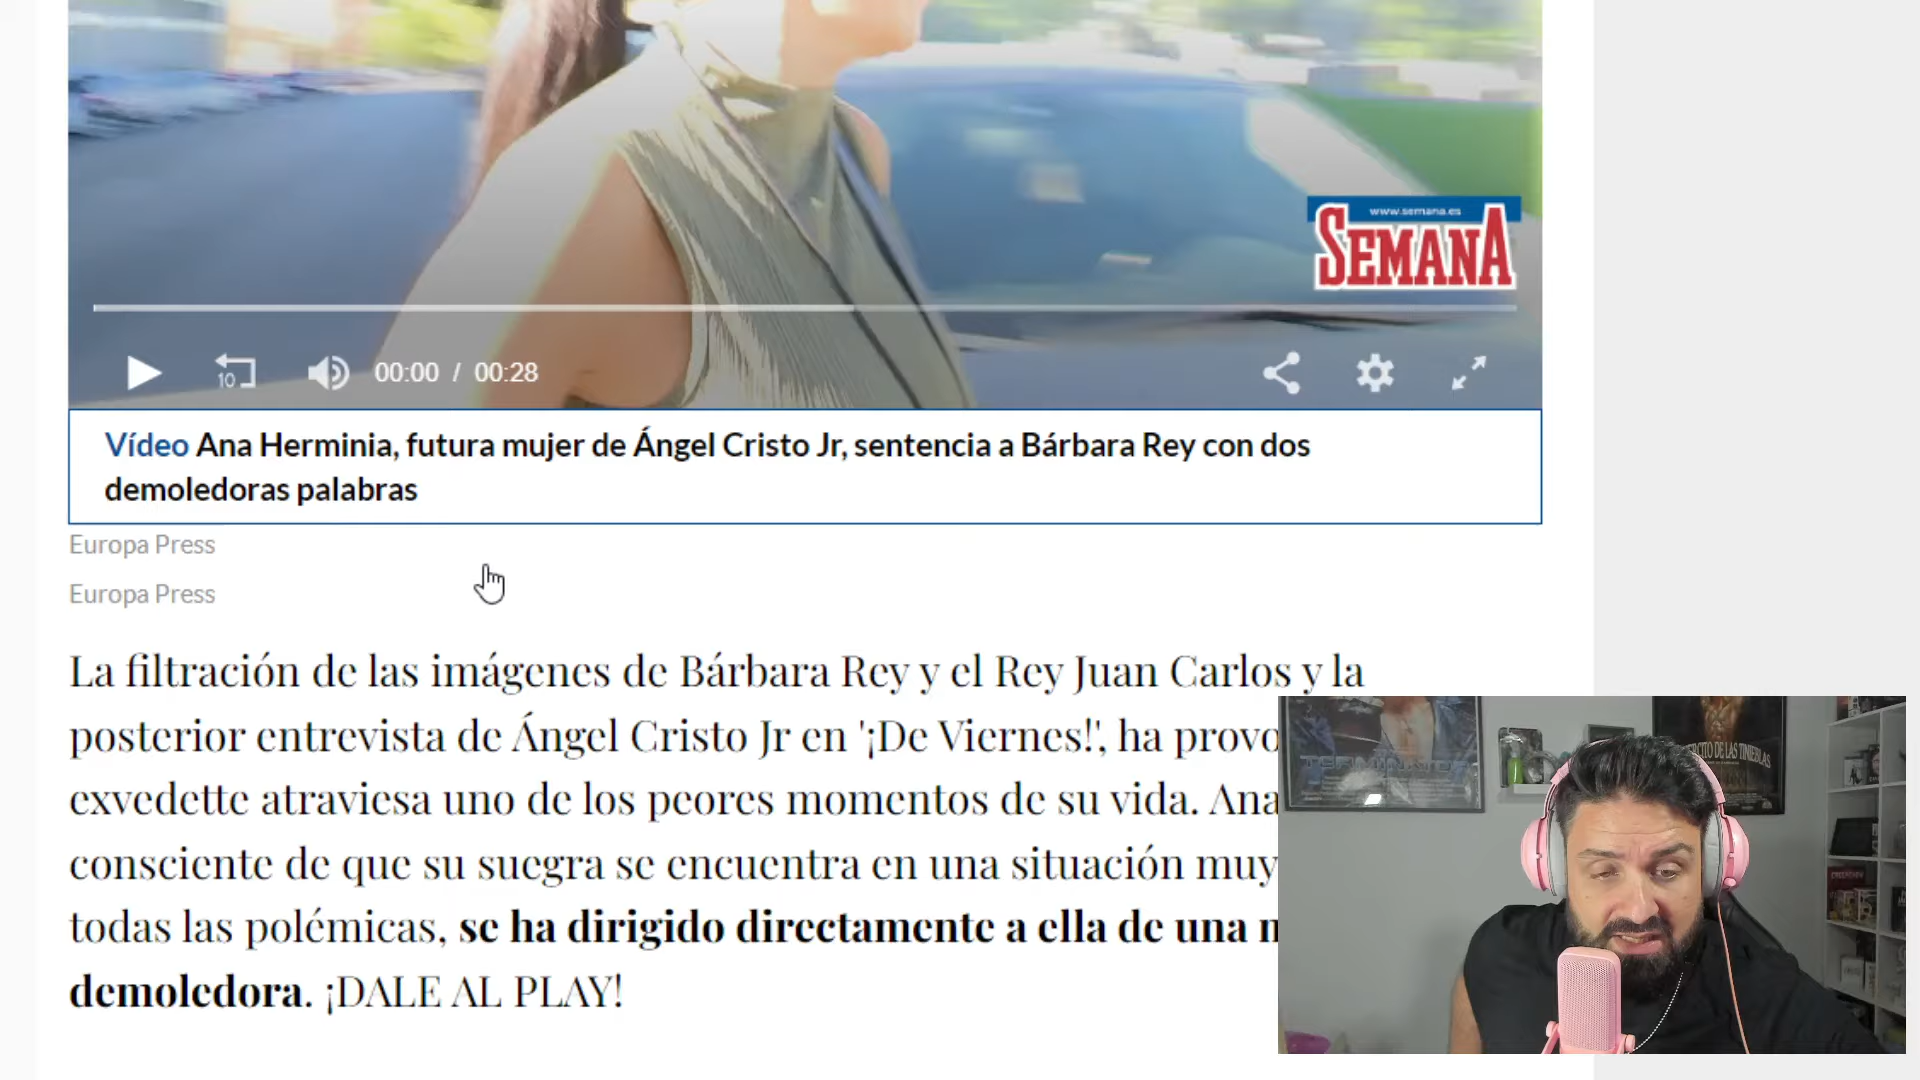 www.semana.es
SEMANA
10
00:00 / 00:28
Vídeo Ana Herminia, futura mujer de Ángel Cristo Jr, sentencia a Bárbara Rey con dos
demoledoras palabras
Europa Press
Europa Press
La filtración de las imágenes de Bárbara Rey y el Rey Juan Carlos y la
posterior entrevista de Ángel Cristo Jr en '¡De Viernes!', ha provo
exvedette atraviesa uno de los peores momentos de su vida. Ana
consciente de que su suegra se encuentra en una situación muy
todas las polémicas, se ha dirigido directamente a ella de una m
demoledora. ¡DALE AL PLAY!
TERMINATOR
DE LAS TINIEBLAS